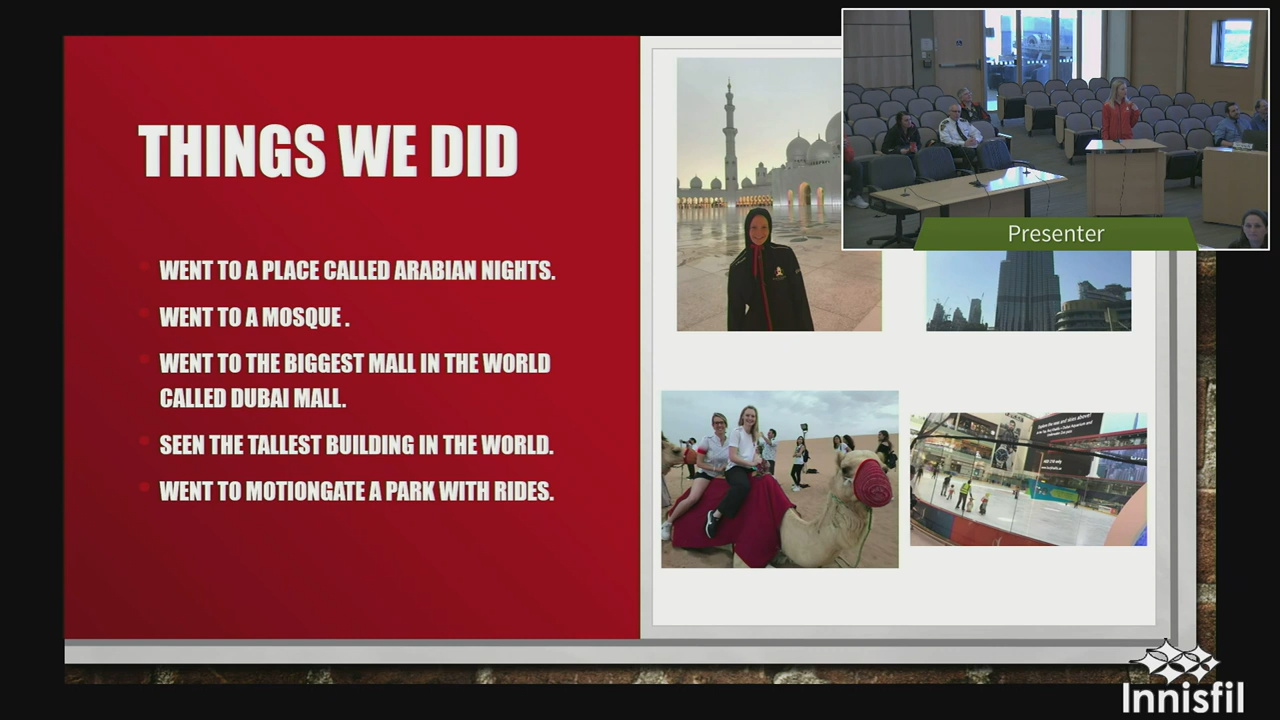 THINGS WE DID
WENT TO A PLACE CALLED ARABIAN NIGHTS.
WENT TO A MOSQUE .
WENT TO THE BIGGEST MALL IN THE WORLD
CALLED DUBAI MALL.
SEEN THE TALLEST BUILDING IN THE WORLD.
WENT TO MOTIONGATE A PARK WITH RIDES.
Presenter
Innisfil